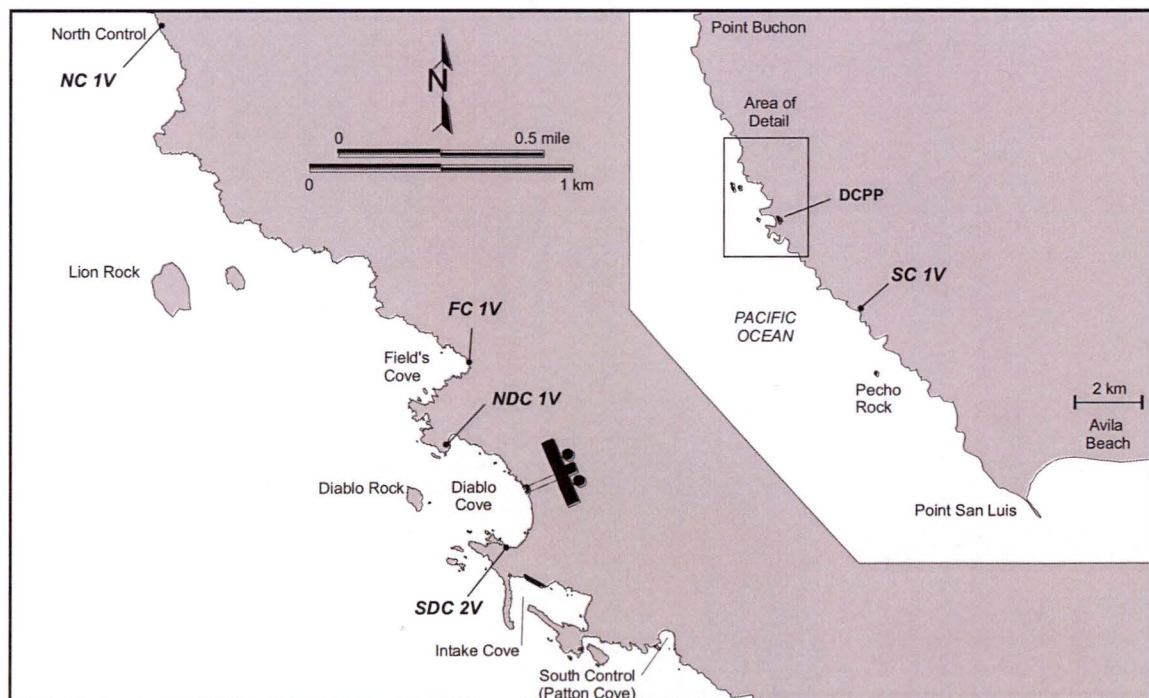 North Control
NC 1V
N
0
0.5 mile
0
1 km
Lion Rock
FC 1V
Field's
Cove
NDC 1V
Diablo Rock
Diablo
Cove
SDC 2V
Intake Cove
South Control
(Patton Cove)
Point Buchon
Area of
Detail
DCPP
SC 1V
PACIFIC
OCEAN
Pecho
Rock
2 km
Avila
Beach
Point San Luis